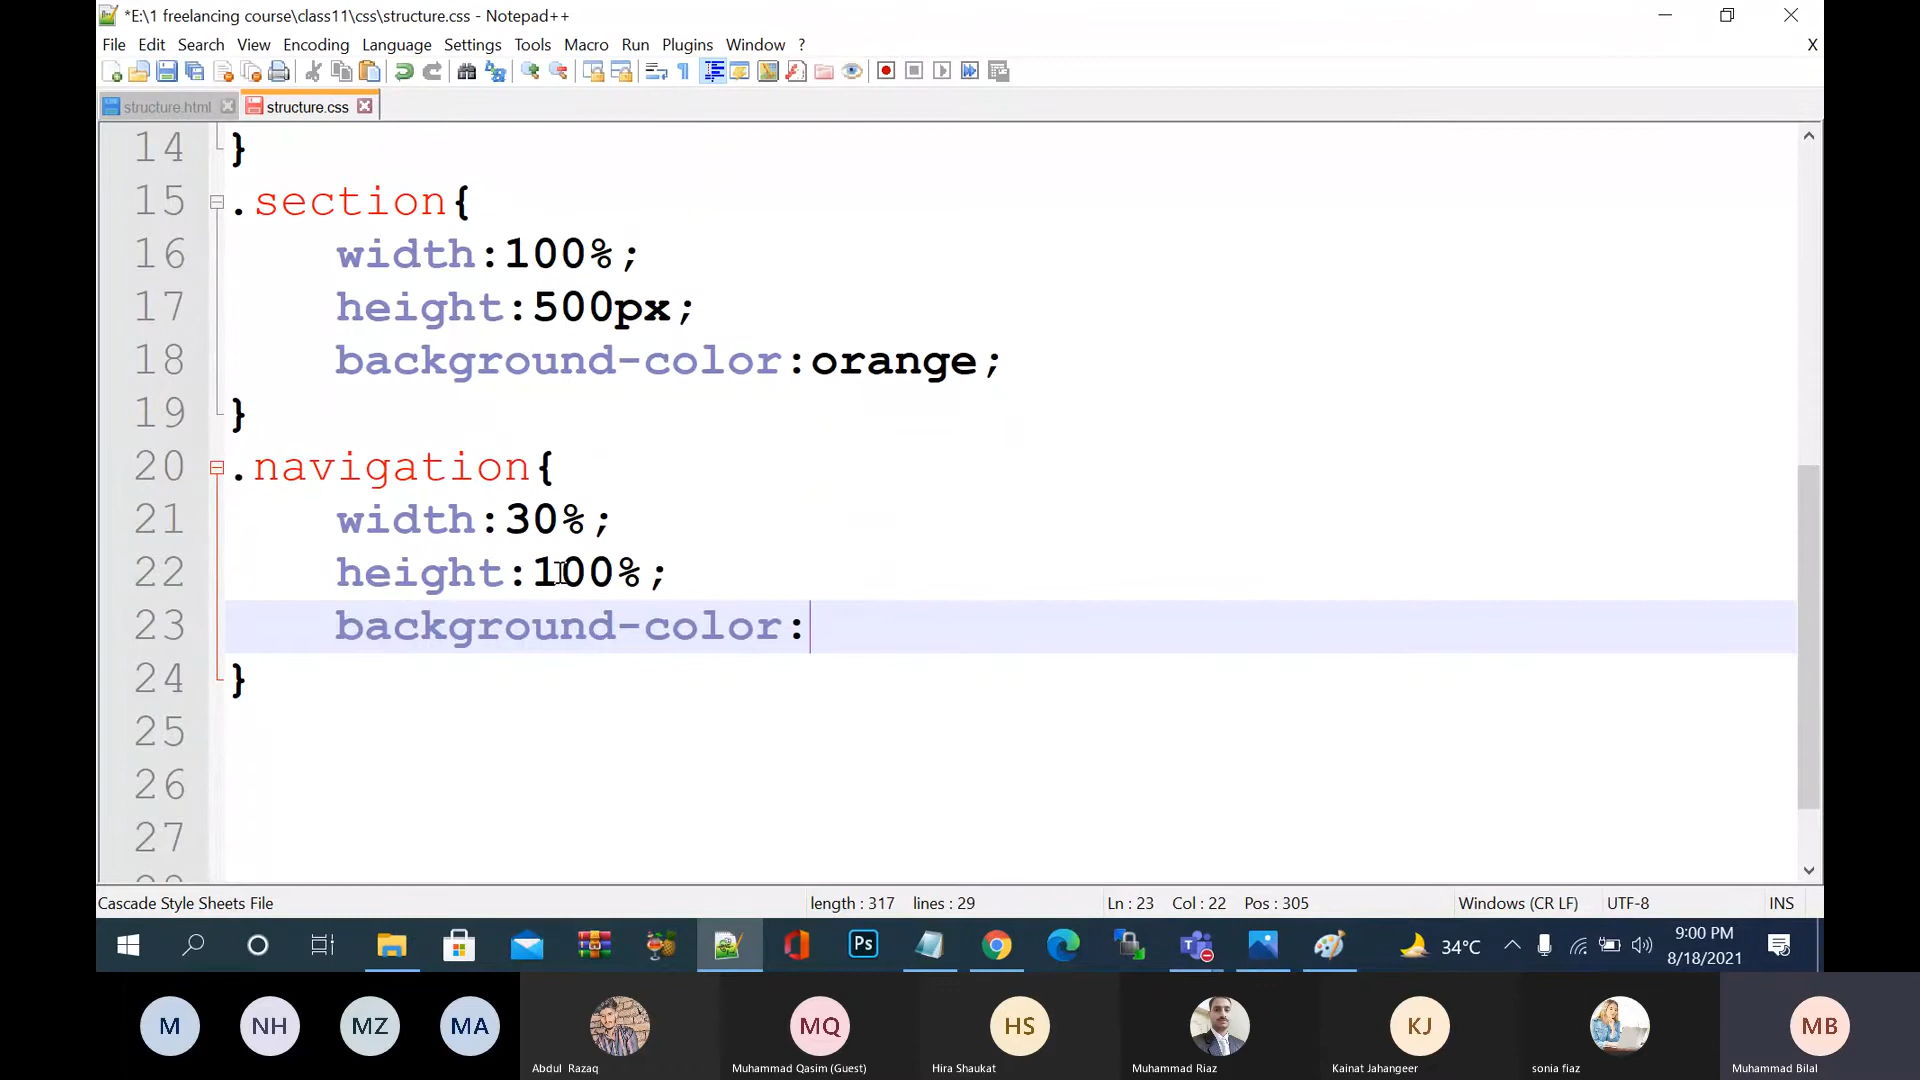 *E:\1 freelancing course\class11\css\structure.css - Notepad++
File Edit Search View Encoding Language Settings Tools Macro Run Plugins Window ? X
structure.html structure.css
14 }
15 .section{
16 width:100%;
17 height:500px;
18 background-color:orange;
19 }
20 .navigation{
21 width:30%;
22 height:100%;
23 background-color:
24 }
25
26
27
Cascade Style Sheets File length : 317 lines : 29 Ln : 23 Col : 22 Pos : 305 Windows (CR LF) UTF-8 INS
Ps 34°C 9:00 PM
8/18/2021
M NH MZ MA MQ HS KJ MB
Abdul Razaq Muhammad Qasim (Guest) Hira Shaukat Muhammad Riaz Kainat Jahangeer sonia fiaz Muhammad Bilal